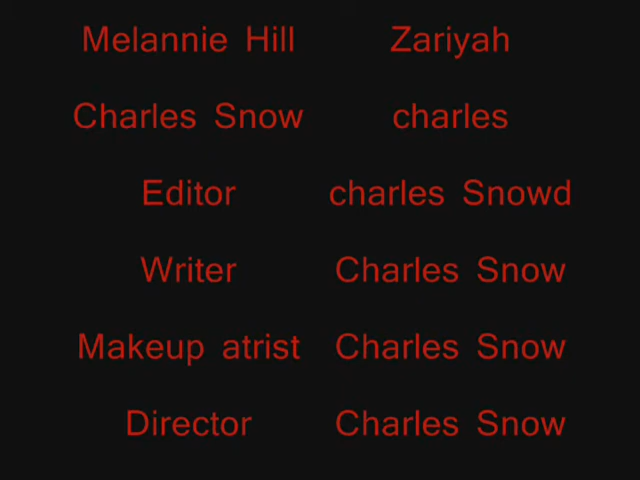 Melannie Hill Zariyah
Charles Snow charles
Editor charles Snowd
Writer Charles Snow
Makeup atrist Charles Snow
Director Charles Snow